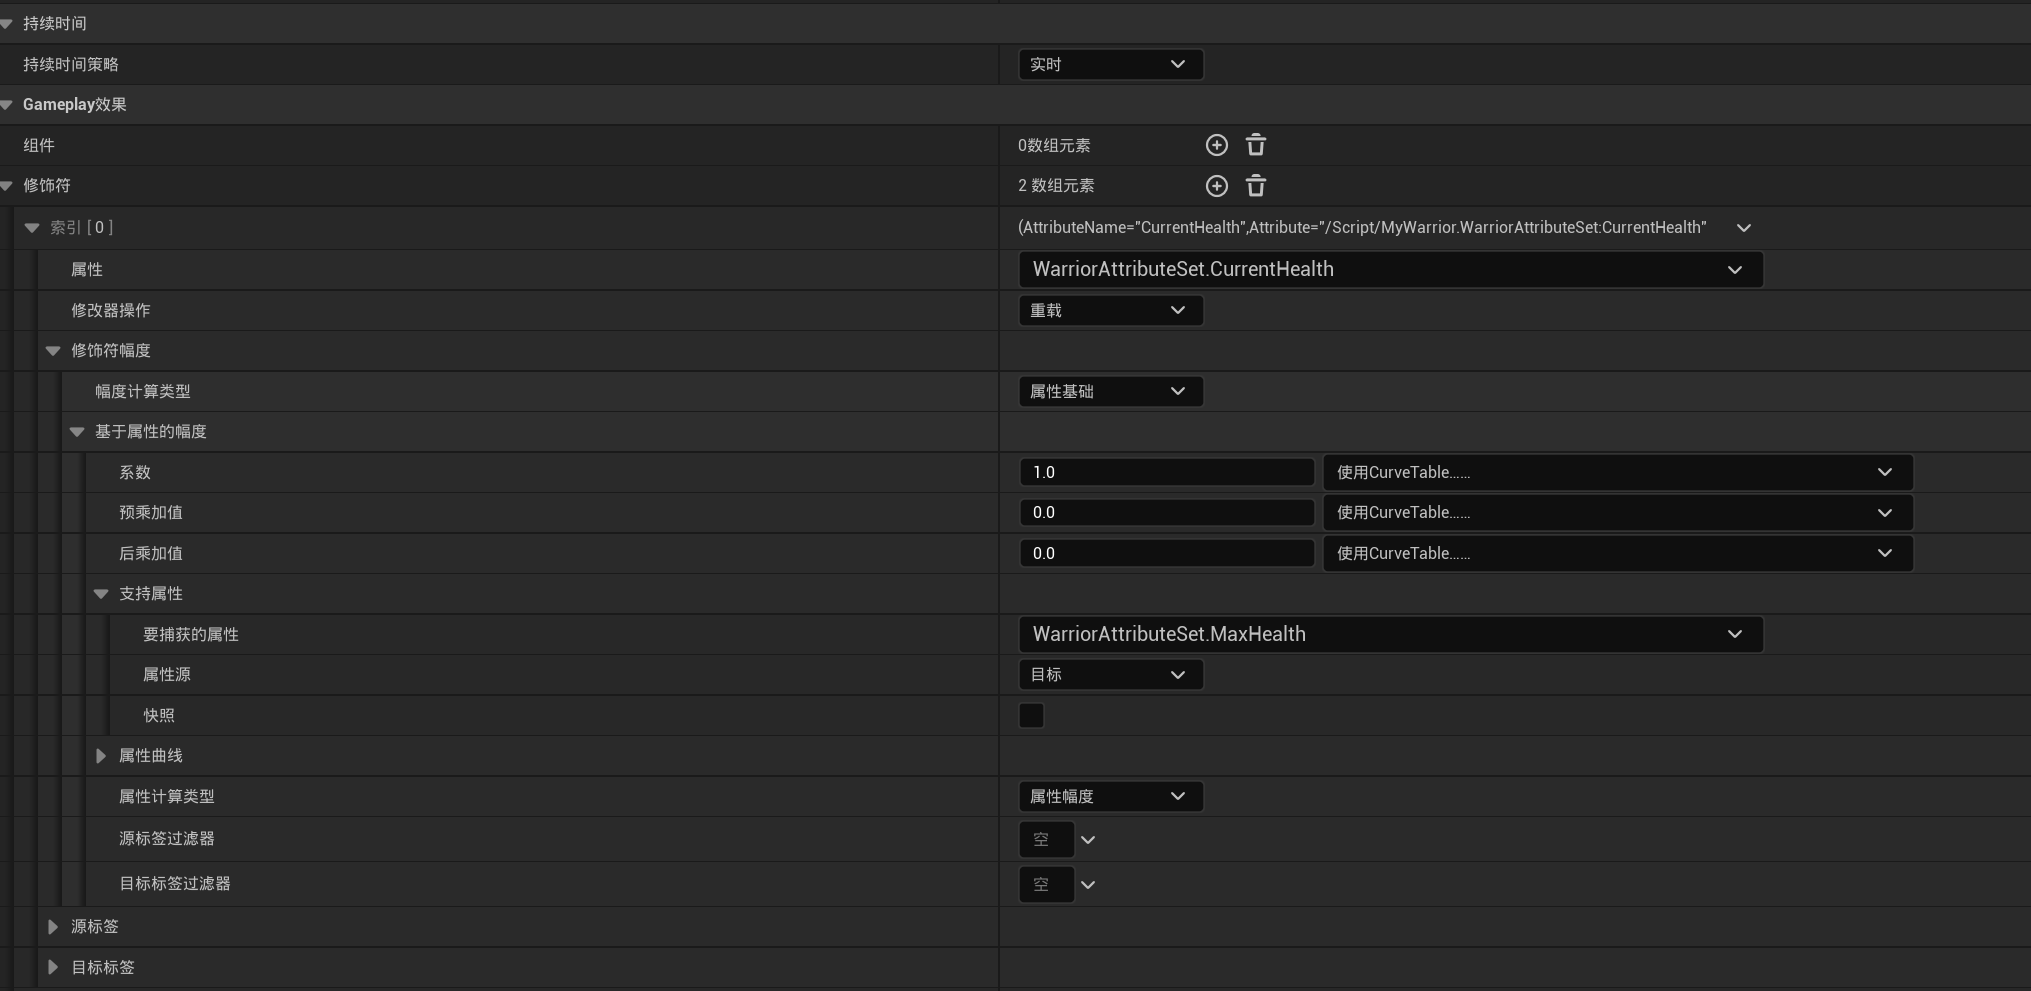 持续时间
持续时间策略
实时
Gameplay效果
组件
0数组元素
修饰符
2 数组元素
索引 [ 0 ]
(AttributeName="CurrentHealth",Attribute="/Script/MyWarrior.WarriorAttributeSet:CurrentHealth"
属性
WarriorAttributeSet.CurrentHealth
修改器操作
重载
修饰符幅度
幅度计算类型
属性基础
基于属性的幅度
系数
1.0
使用CurveTable……
预乘加值
0.0
使用CurveTable……
后乘加值
0.0
使用CurveTable……
支持属性
要捕获的属性
WarriorAttributeSet.MaxHealth
属性源
目标
快照
属性曲线
属性计算类型
属性幅度
源标签过滤器
空
目标标签过滤器
空
源标签
目标标签